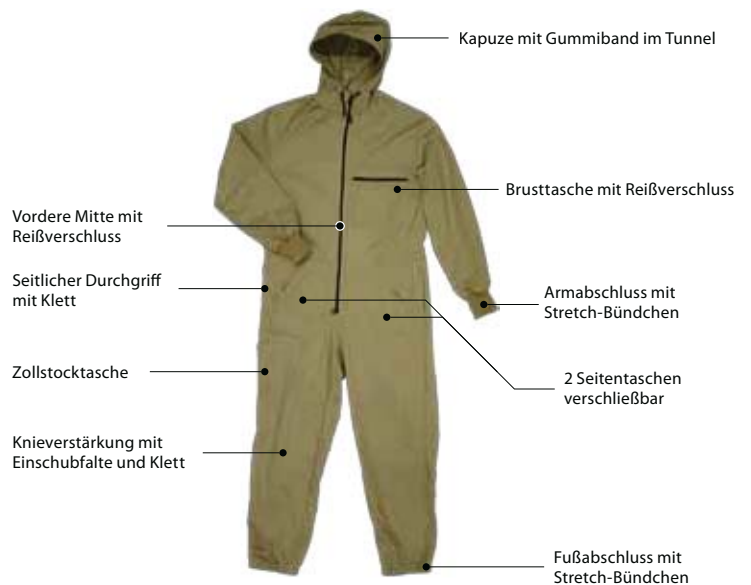 Kapuze mit Gummiband im Tunnel
Brusttasche mit Reißverschluss
Vordere Mitte mit
Reißverschluss
Seitlicher Durchgriff
mit Klett
Armabschluss mit
Stretch-Bündchen
Zollstocktasche
2 Seitentaschen
verschließbar
Knieverstärkung mit
Einschubfalte und Klett
Fußabschluss mit
Stretch-Bündchen